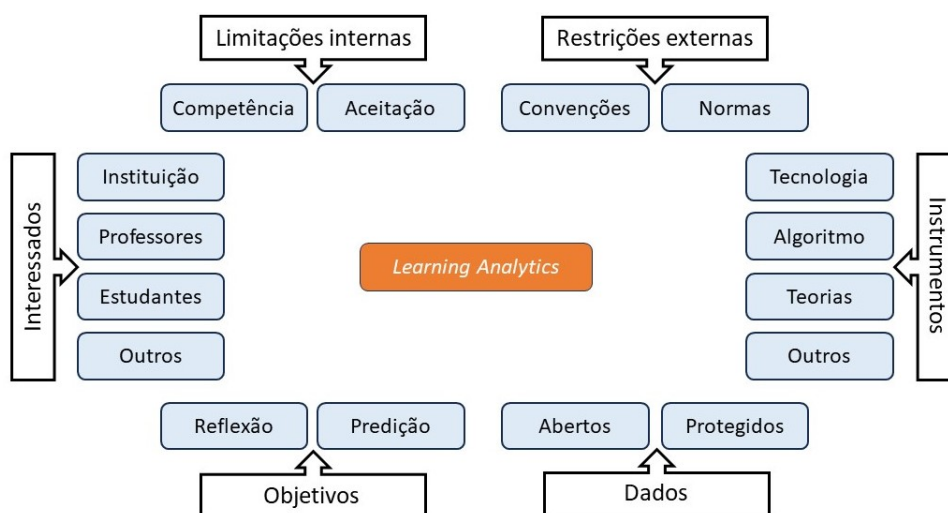 Limitações internas
Restrições externas
Competência
Aceitação
Convenções
Normas
Interessados
Instituição
Professores
Estudantes
Outros
Learning Analytics
Tecnologia
Algoritmo
Teorias
Outros
Instrumentos
Reflexão
Predição
Abertos
Protegidos
Objetivos
Dados